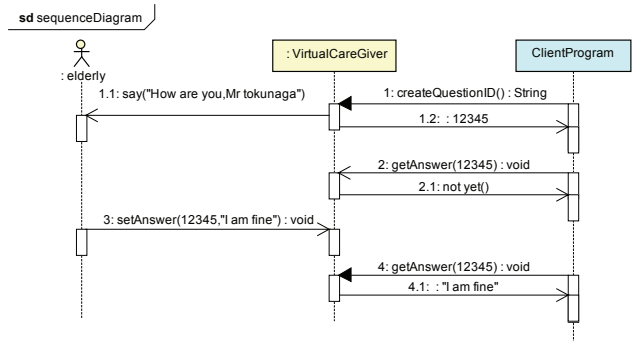 sd sequenceDiagram
: elderly
: VirtualCareGiver
ClientProgram
1: createQuestionID() : String
1.1: say("How are you,Mr tokunaga")
1.2: : 12345
2: getAnswer(12345) : void
2.1: not yet()
3: setAnswer(12345,"I am fine") : void
4: getAnswer(12345) : void
4.1: : "I am fine"